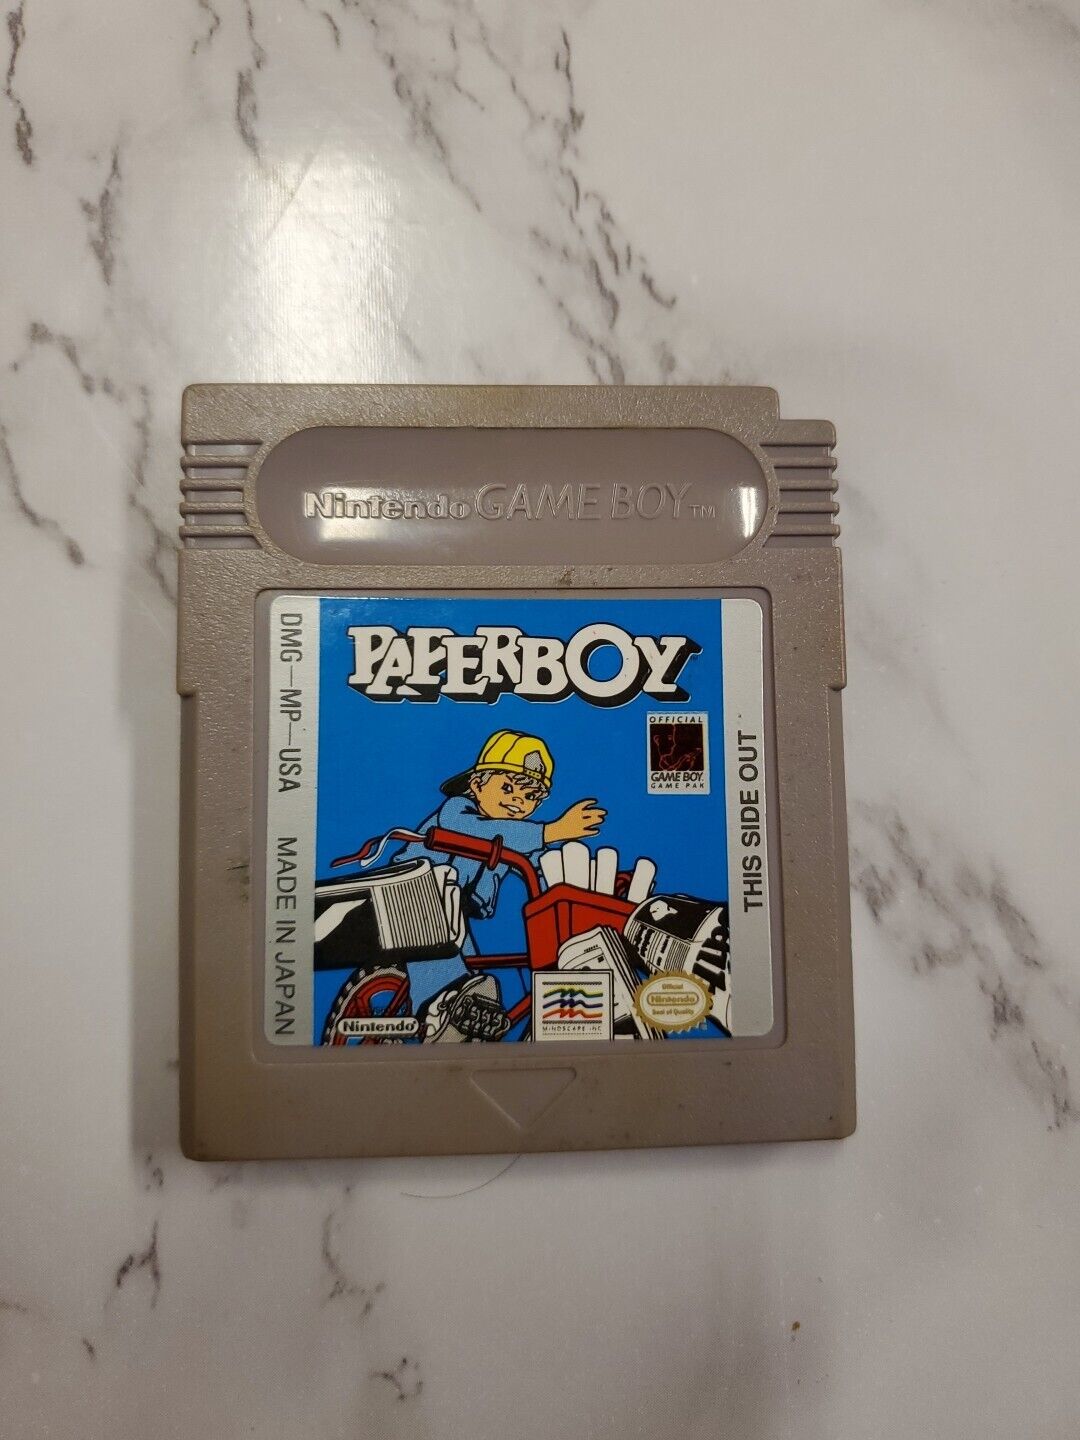 Nintendo GAME BOY™
DMG—MP—USA MADE IN JAPAN
PAPERBOY™
OFFICIAL
GAME BOY
GAME PAK
THIS SIDE OUT
Nintendo®
MINDSCAPE INC
Official
Nintendo
Seal of Quality